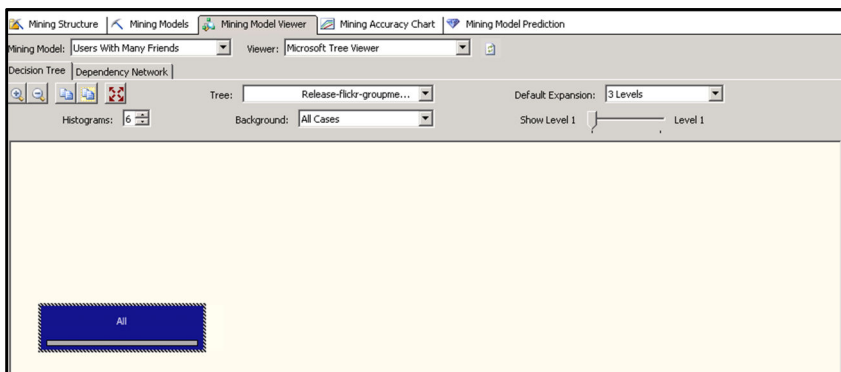 Mining Structure Mining Models Mining Model Viewer Mining Accuracy Chart Mining Model Prediction
Mining Model: Users With Many Friends Viewer: Microsoft Tree Viewer
Decision Tree Dependency Network
Tree: Release-flickr-groupme... Default Expansion: 3 Levels
Histograms: 6 Background: All Cases Show Level 1 Level 1
All